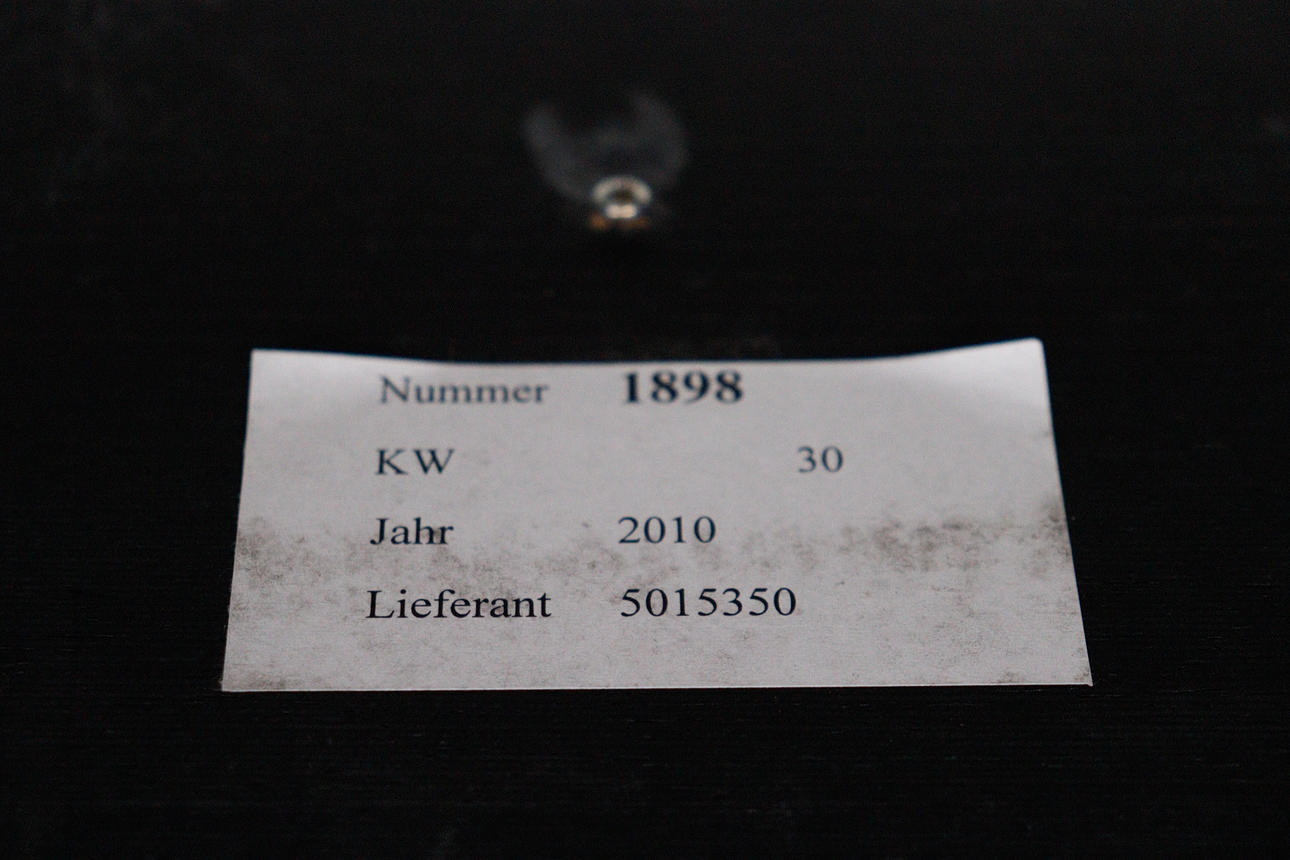 Nummer 1898
KW 30
Jahr 2010
Lieferant 5015350